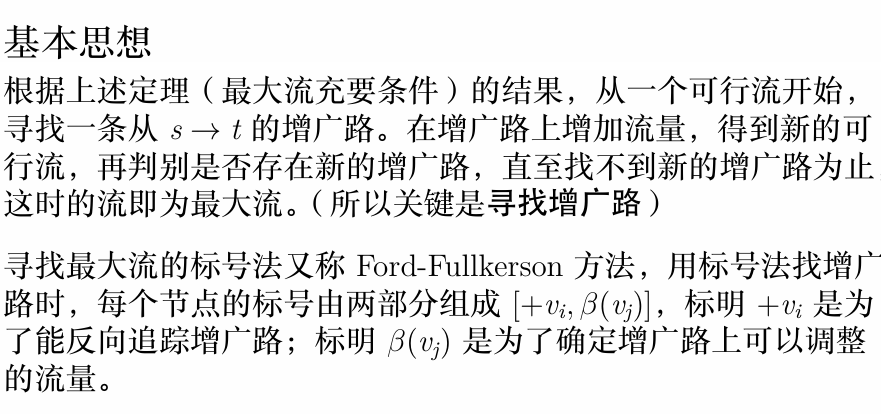 基本思想
根据上述定理（最大流充要条件）的结果，从一个可行流开始，
寻找一条从 s → t 的增广路。在增广路上增加流量，得到新的可
行流，再判别是否存在新的增广路，直至找不到新的增广路为止，
这时的流即为最大流。（所以关键是寻找增广路）
寻找最大流的标号法又称 Ford-Fullkerson 方法，用标号法找增广
路时，每个节点的标号由两部分组成 [+vᵢ, β(vⱼ)]，标明 +vᵢ 是为
了能反向追踪增广路；标明 β(vⱼ) 是为了确定增广路上可以调整
的流量。